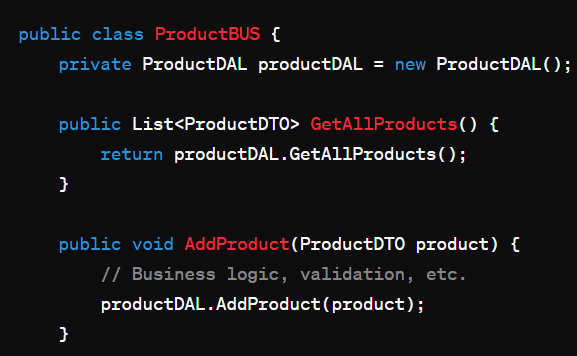 public class ProductBUS {
private ProductDAL productDAL = new ProductDAL();
public List<ProductDTO> GetAllProducts() {
return productDAL.GetAllProducts();
}
public void AddProduct(ProductDTO product) {
// Business logic, validation, etc.
productDAL.AddProduct(product);
}